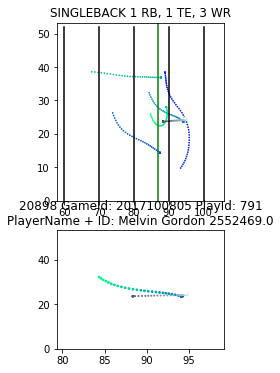 SINGLEBACK 1 RB, 1 TE, 3 WR
50
40
30
20
10
0
60 70 80 90 100
20898 GameId: 2017100805 PlayId: 791
PlayerName + ID: Melvin Gordon 2552469.0
40
20
0
80 85 90 95